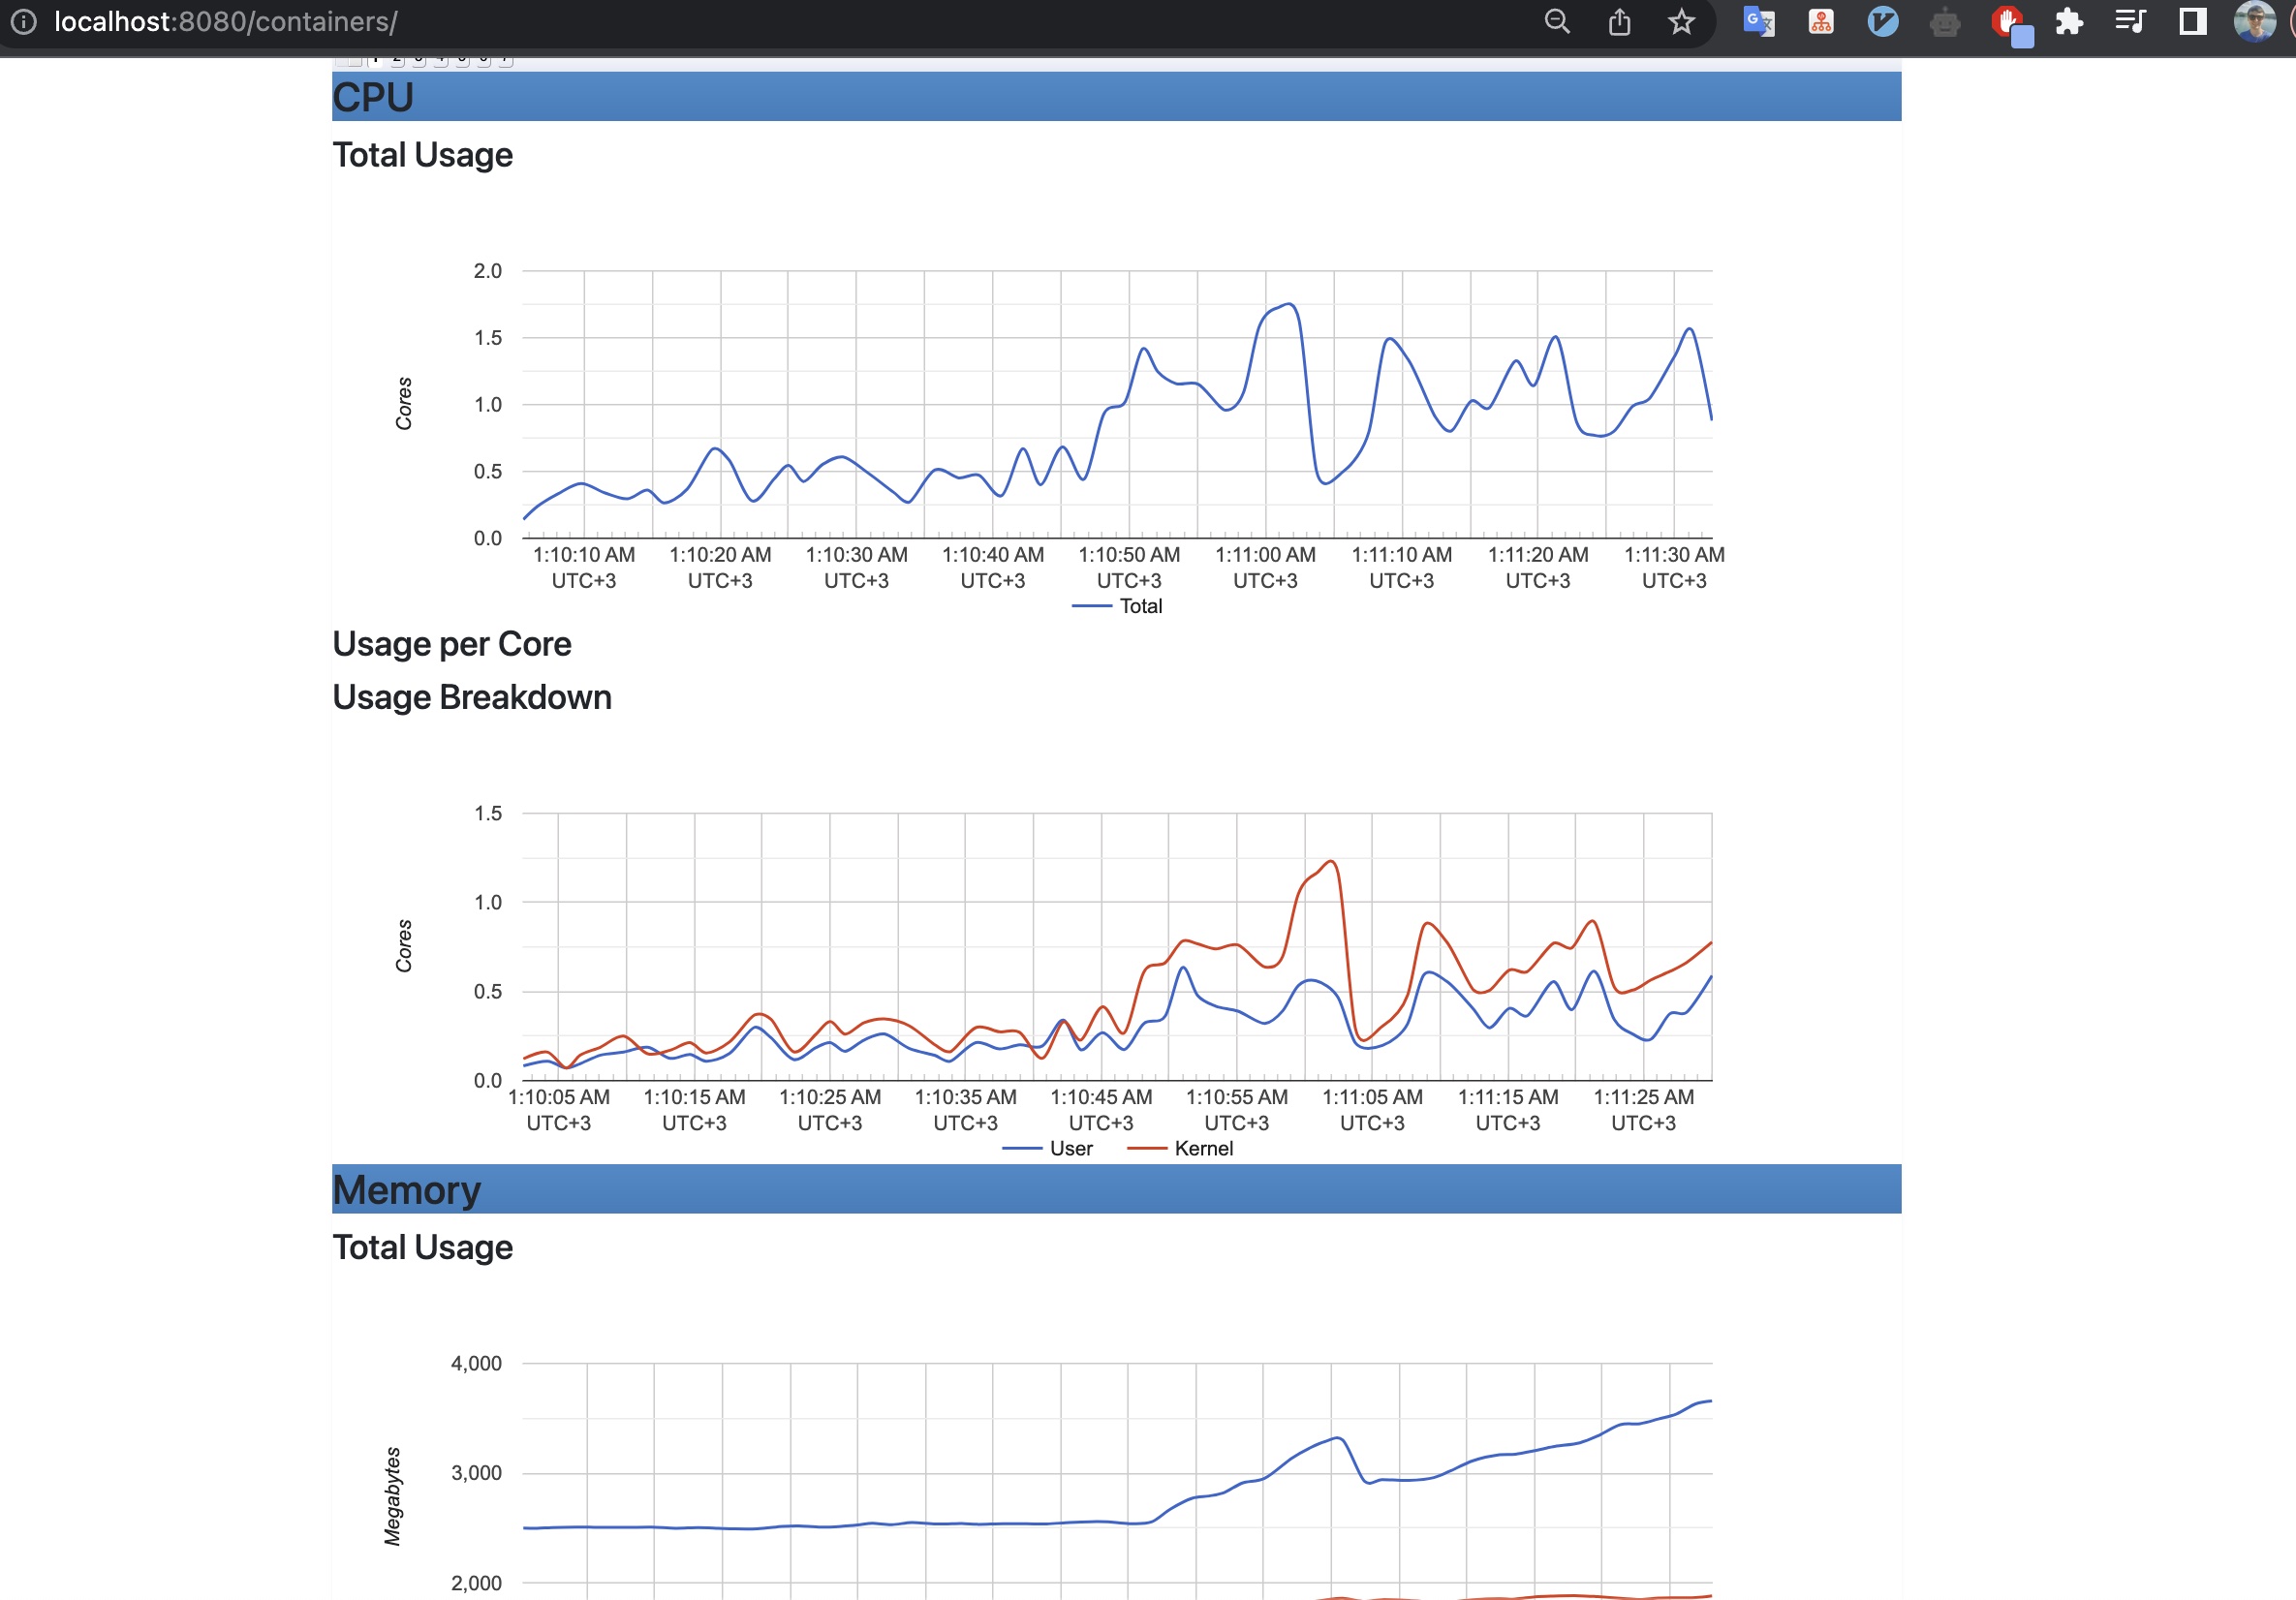 localhost:8080/containers/
CPU
Total Usage
2.0
1.5
1.0
0.5
0.0
Cores
1:10:10 AM 1:10:20 AM 1:10:30 AM 1:10:40 AM 1:10:50 AM 1:11:00 AM 1:11:10 AM 1:11:20 AM 1:11:30 AM
UTC+3 UTC+3 UTC+3 UTC+3 UTC+3 UTC+3 UTC+3 UTC+3 UTC+3
Total
Usage per Core
Usage Breakdown
1.5
1.0
0.5
0.0
Cores
1:10:05 AM 1:10:15 AM 1:10:25 AM 1:10:35 AM 1:10:45 AM 1:10:55 AM 1:11:05 AM 1:11:15 AM 1:11:25 AM
UTC+3 UTC+3 UTC+3 UTC+3 UTC+3 UTC+3 UTC+3 UTC+3 UTC+3
User Kernel
Memory
Total Usage
4,000
3,000
2,000
Megabytes